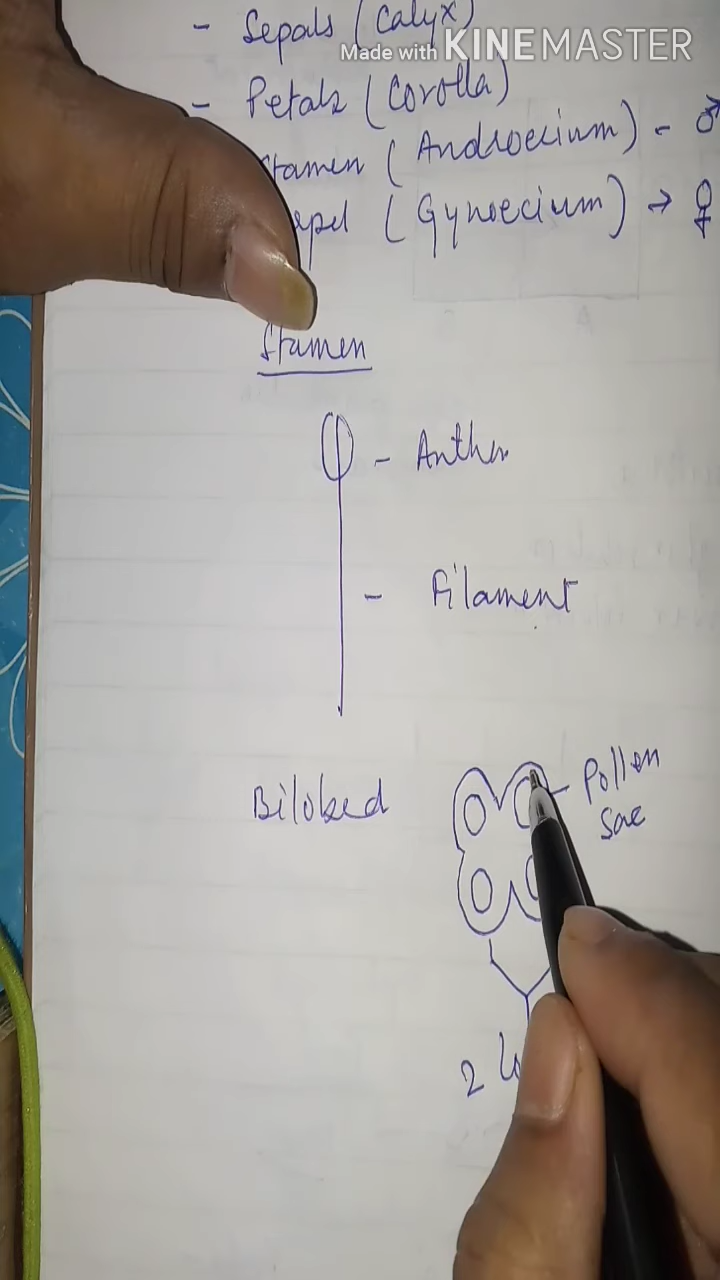 - Sepals (Calyx)
Made with KINEMASTER
- Petals (Corolla)
Stamen (Androecium) - ♂
(Gynoecium) → ♀
Stamen
- Anther
- Filament
Bilobed
Pollen
Sac
2